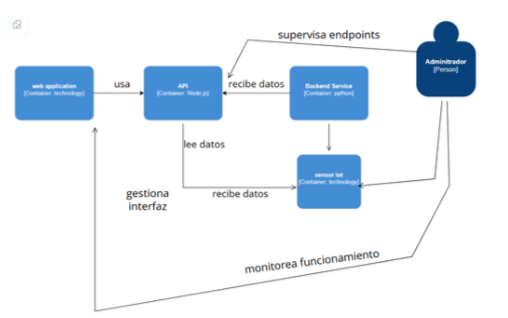 supervisa endpoints
Adminitrador
[Person]
web application
[Container: technology]
usa
API
[Container: Node.js]
recibe datos
Backend Service
[Container: python]
lee datos
sensor iot
[Container: technology]
gestiona
interfaz
recibe datos
monitorea funcionamiento